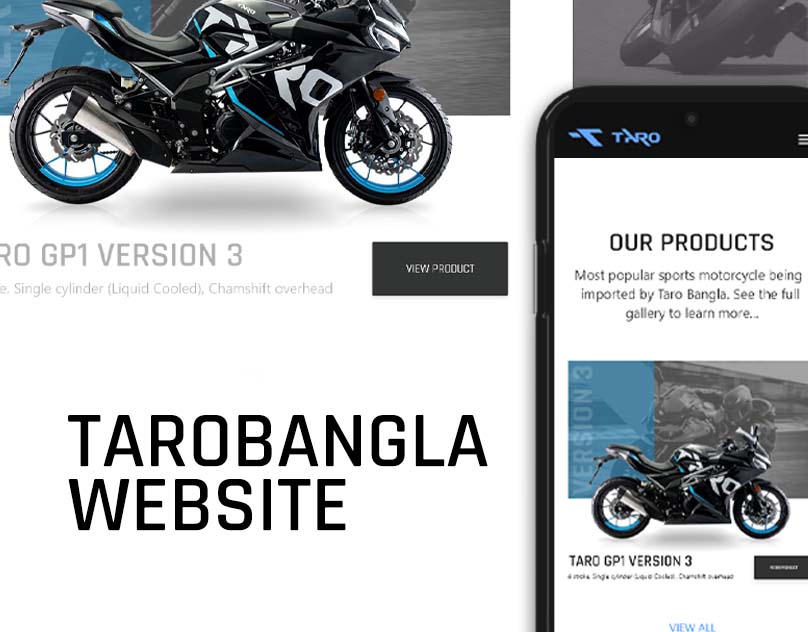 TARO
TARO
RO GP1 VERSION 3
e. Single cylinder (Liquid Cooled), Chamshift overhead
VIEW PRODUCT
TAROBANGLA
WEBSITE
TARO
OUR PRODUCTS
Most popular sports motorcycle being
imported by Taro Bangla. See the full
gallery to learn more...
VERSION 3
TARO GP1 VERSION 3
4 stroke. Single cylinder (Liquid Cooled), Chamshift overhead
VIEW PRODUCT
VIEW ALL